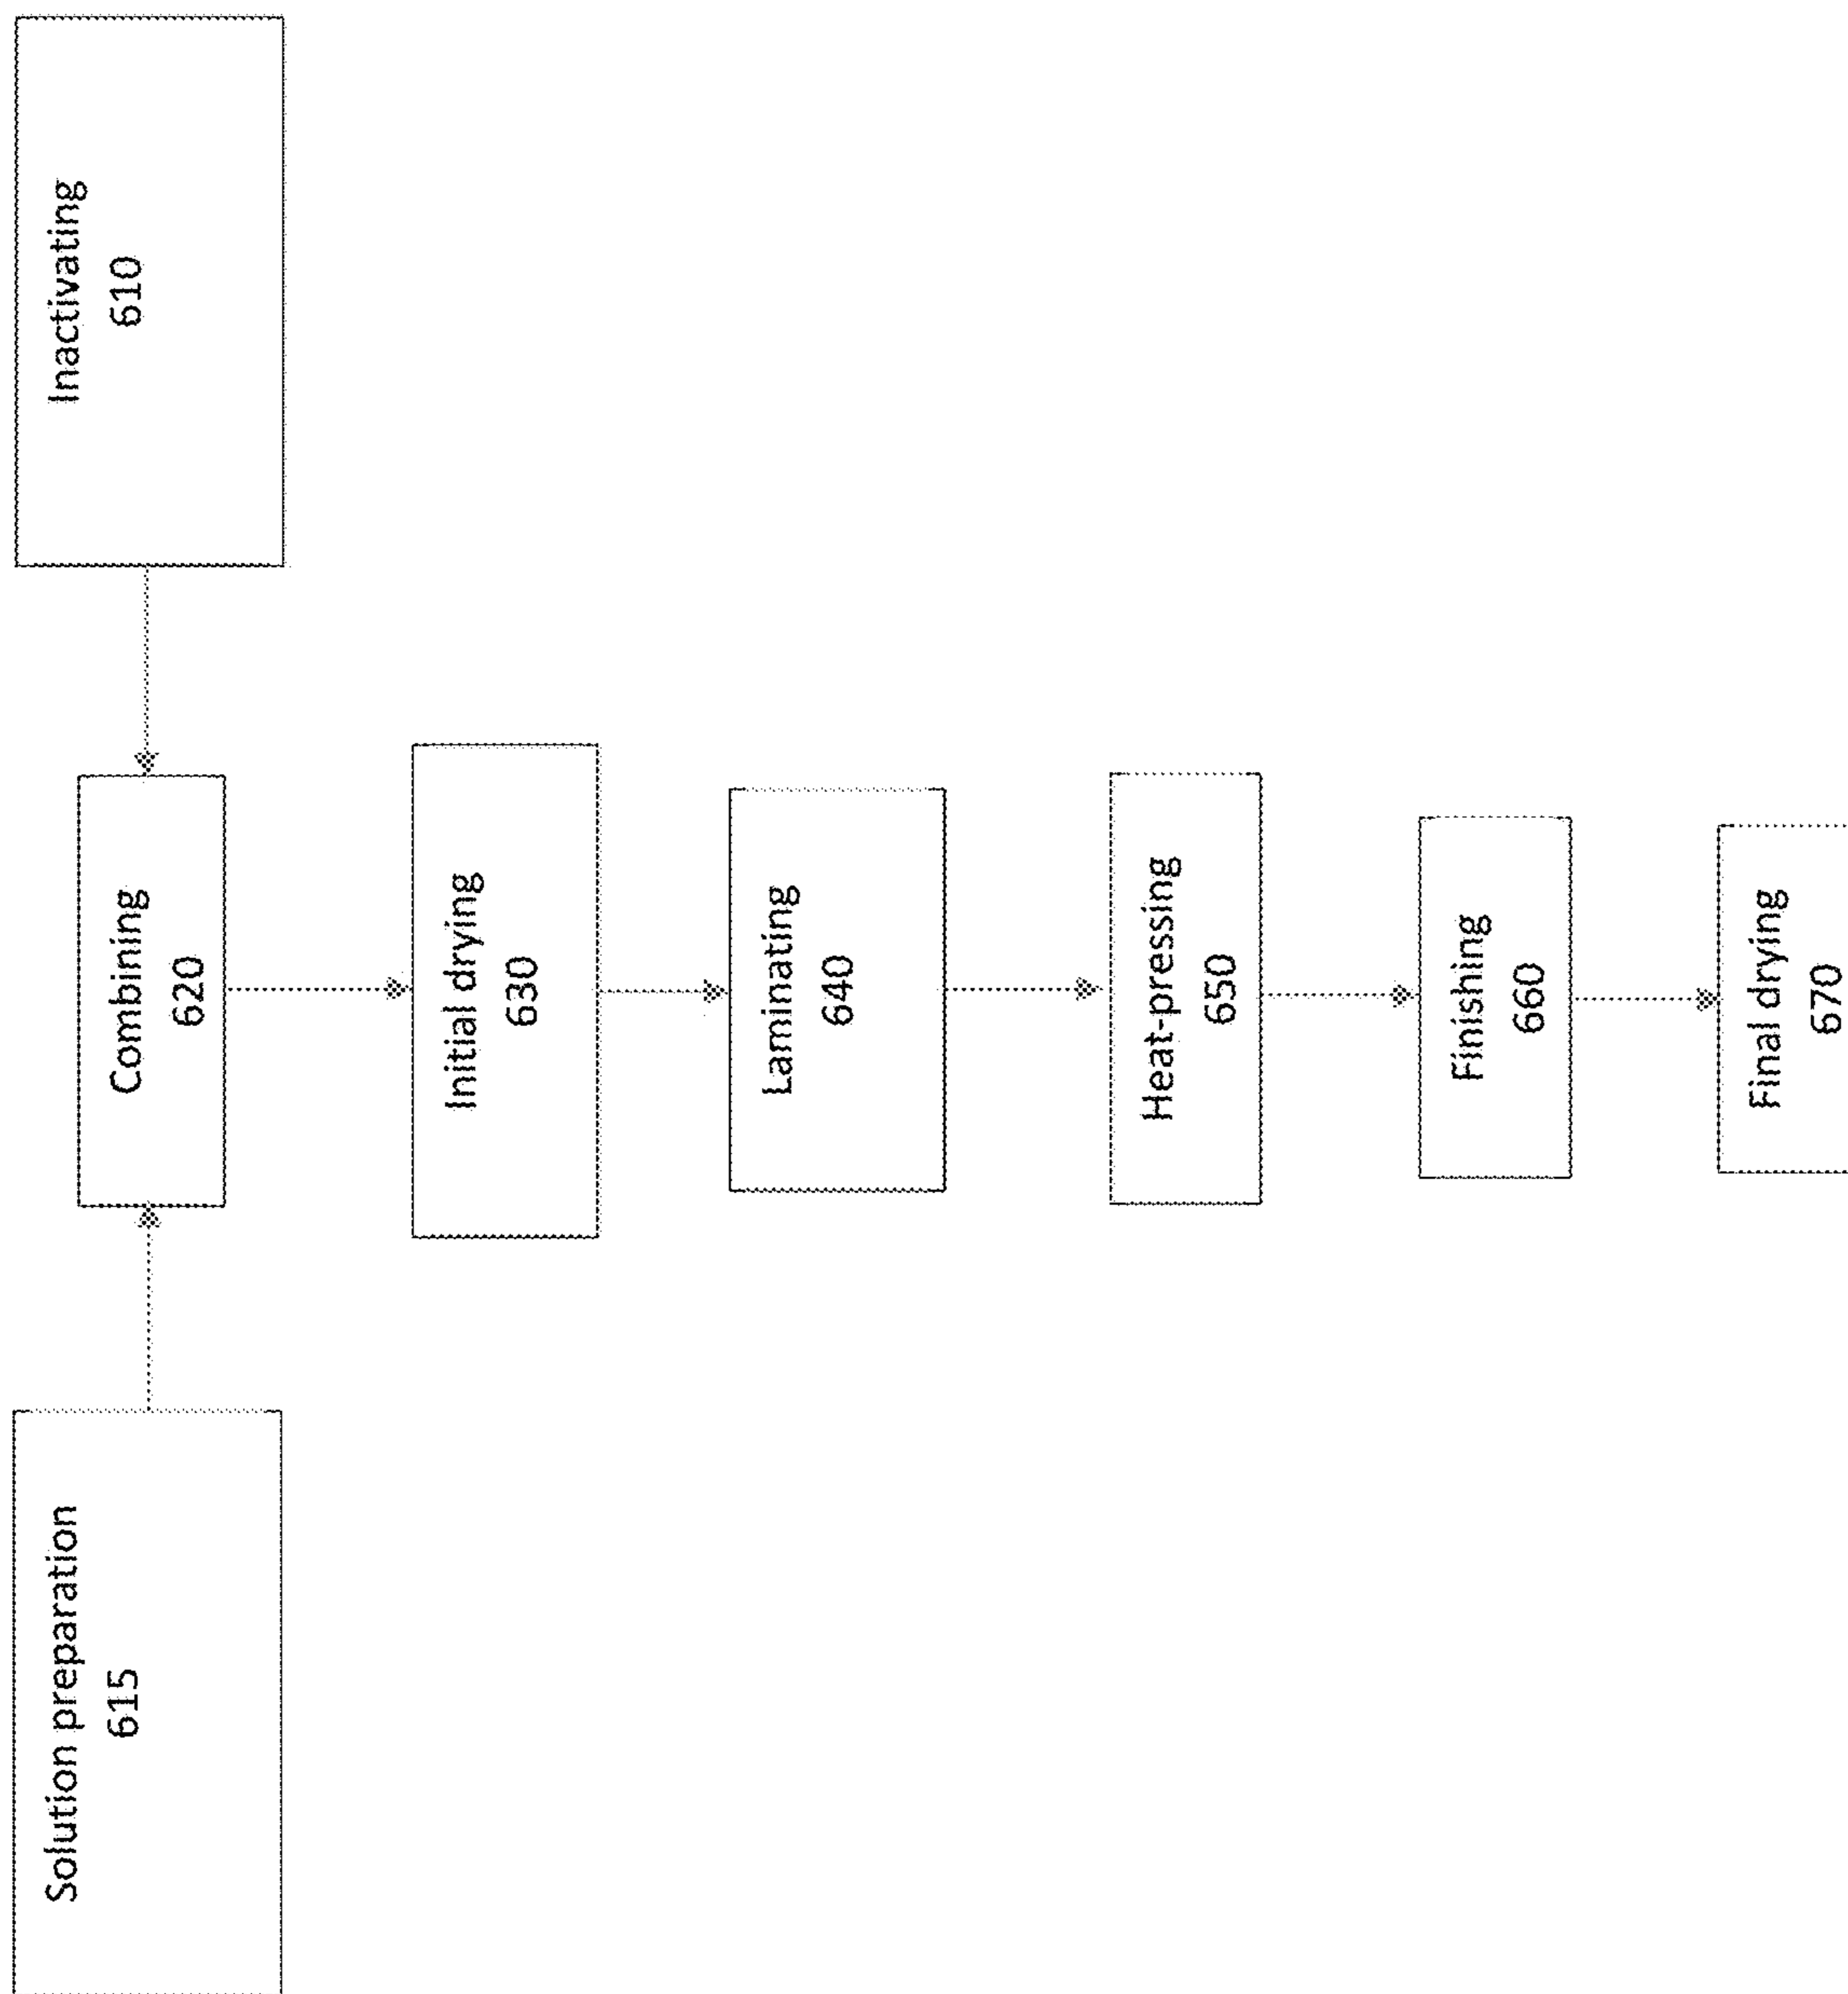 Solution preparation
615
Inactivating
610
Combining
620
Initial drying
630
Laminating
640
Heat-pressing
650
Finishing
660
Final drying
670